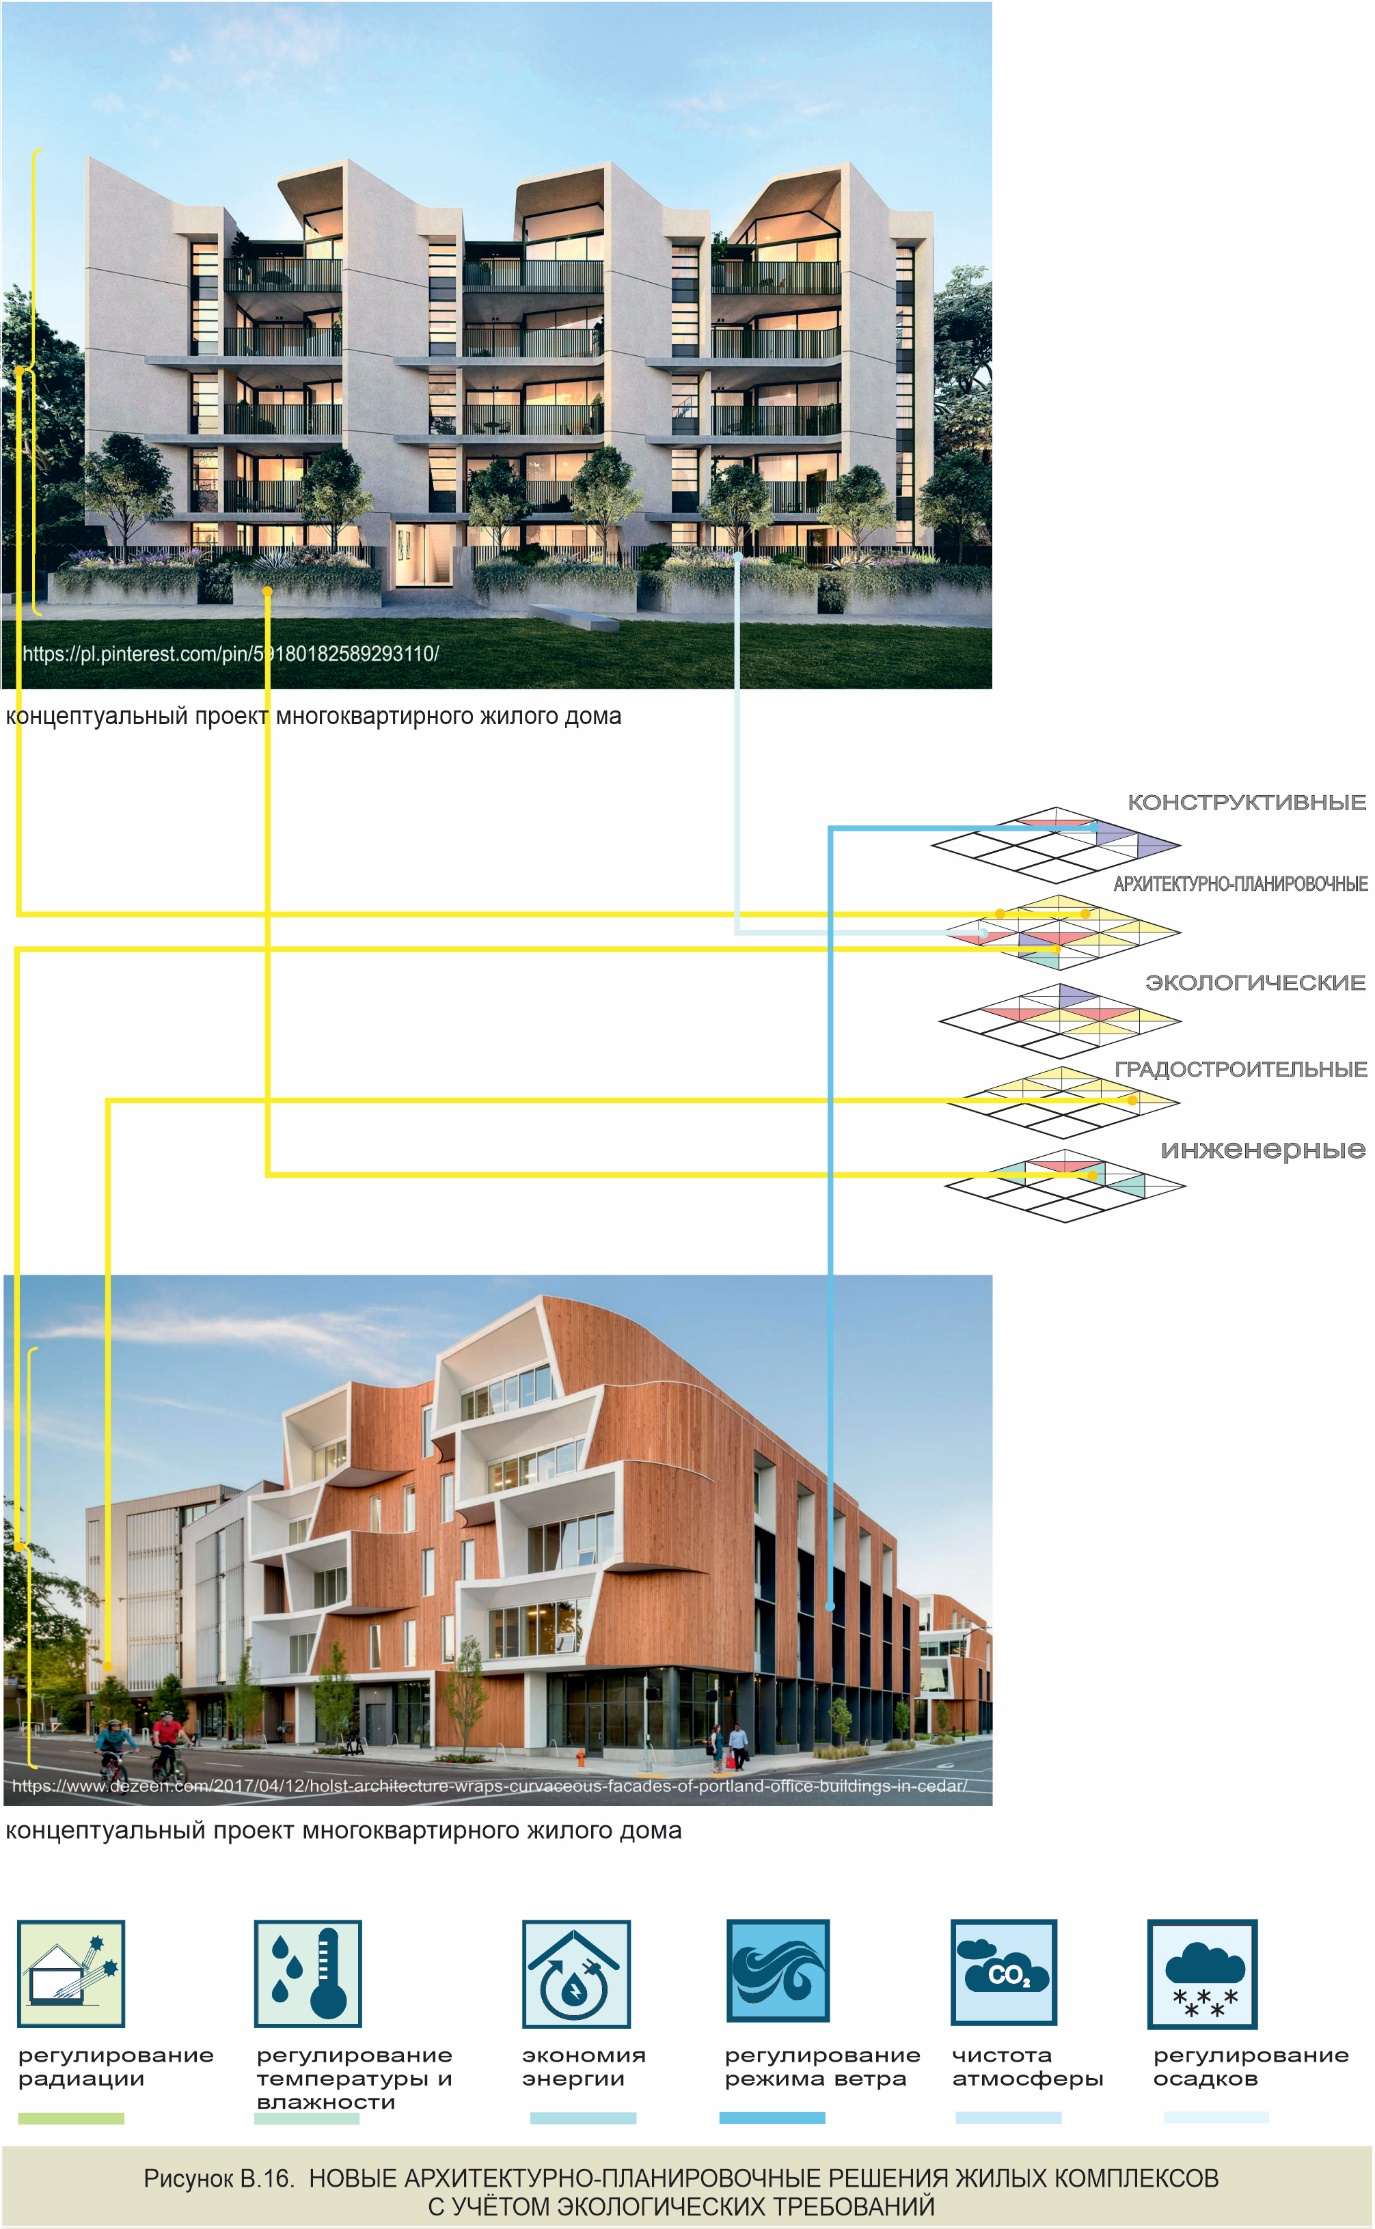 https://pl.pinterest.com/pin/59180182589293110/
концептуальный проект многоквартирного жилого дома
КОНСТРУКТИВНЫЕ
АРХИТЕКТУРНО-ПЛАНИРОВОЧНЫЕ
ЭКОЛОГИЧЕСКИЕ
ГРАДОСТРОИТЕЛЬНЫЕ
инженерные
https://www.dezeen.com/2017/04/12/holst-architecture-wraps-curvaceous-facades-of-portland-office-buildings-in-cedar/
концептуальный проект многоквартирного жилого дома
CO₂
регулирование
радиации
регулирование
температуры и
влажности
экономия
энергии
регулирование
режима ветра
чистота
атмосферы
регулирование
осадков
Рисунок В.16. НОВЫЕ АРХИТЕКТУРНО-ПЛАНИРОВОЧНЫЕ РЕШЕНИЯ ЖИЛЫХ КОМПЛЕКСОВ
С УЧЁТОМ ЭКОЛОГИЧЕСКИХ ТРЕБОВАНИЙ